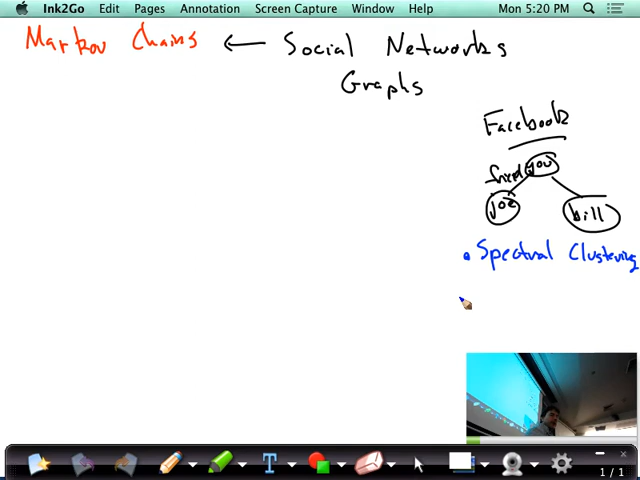 Ink2Go File Edit Pages Annotation Screen Capture Window Help Mon 5:20 PM
Markov Chains ← Social Networks
Graphs
Facebook
you
joe
bill
• Spectral Clustering
T
1 / 1